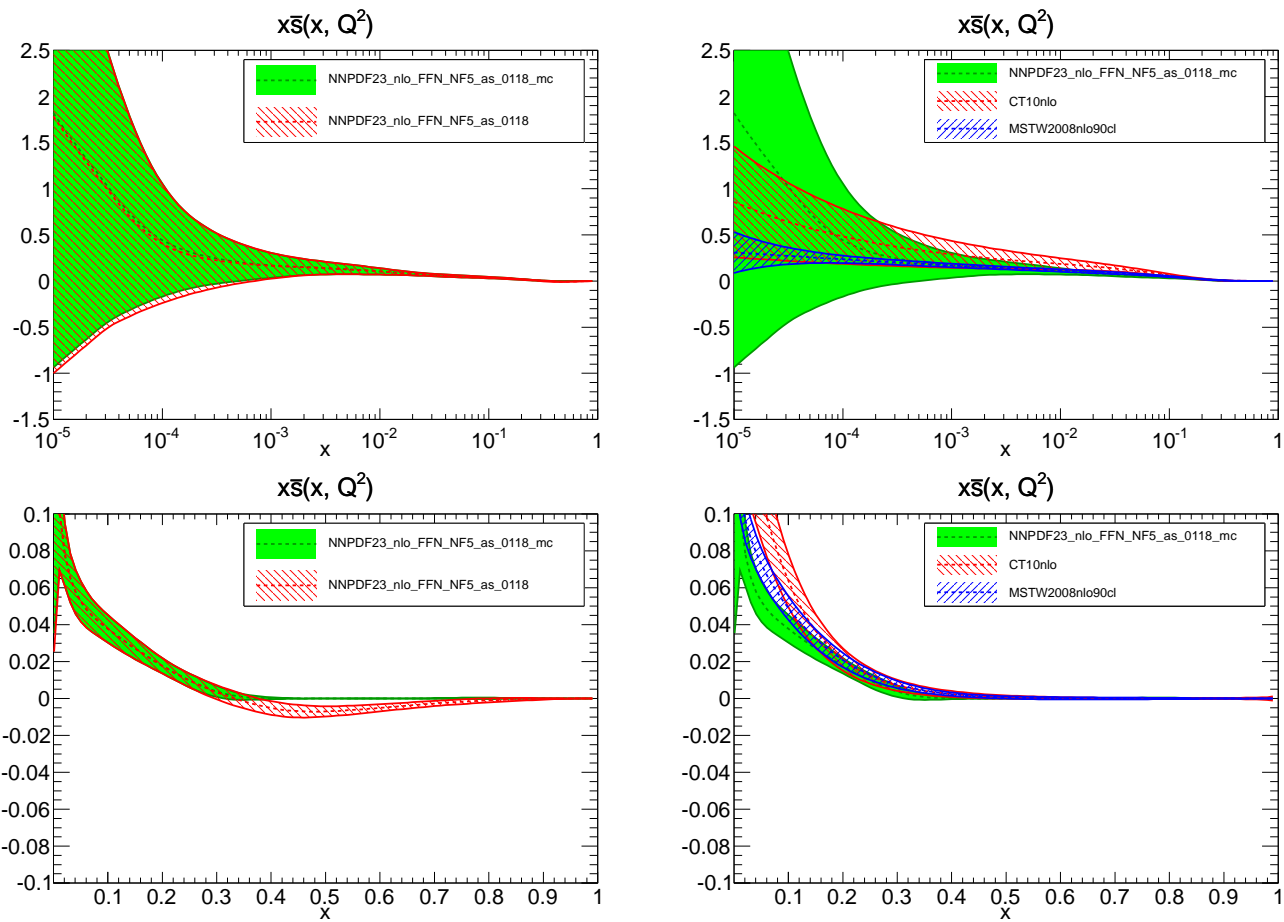 xs̄(x, Q²)
2.5
2
1.5
1
0.5
0
-0.5
-1
-1.5
NNPDF23_nlo_FFN_NF5_as_0118_mc
NNPDF23_nlo_FFN_NF5_as_0118
10⁻⁵ 10⁻⁴ 10⁻³ 10⁻² 10⁻¹ 1
x
xs̄(x, Q²)
2.5
2
1.5
1
0.5
0
-0.5
-1
-1.5
NNPDF23_nlo_FFN_NF5_as_0118_mc
CT10nlo
MSTW2008nlo90cl
10⁻⁵ 10⁻⁴ 10⁻³ 10⁻² 10⁻¹ 1
x
xs̄(x, Q²)
0.1
0.08
0.06
0.04
0.02
0
-0.02
-0.04
-0.06
-0.08
-0.1
NNPDF23_nlo_FFN_NF5_as_0118_mc
NNPDF23_nlo_FFN_NF5_as_0118
0.1 0.2 0.3 0.4 0.5 0.6 0.7 0.8 0.9 1
x
xs̄(x, Q²)
0.1
0.08
0.06
0.04
0.02
0
-0.02
-0.04
-0.06
-0.08
-0.1
NNPDF23_nlo_FFN_NF5_as_0118_mc
CT10nlo
MSTW2008nlo90cl
0.1 0.2 0.3 0.4 0.5 0.6 0.7 0.8 0.9 1
x